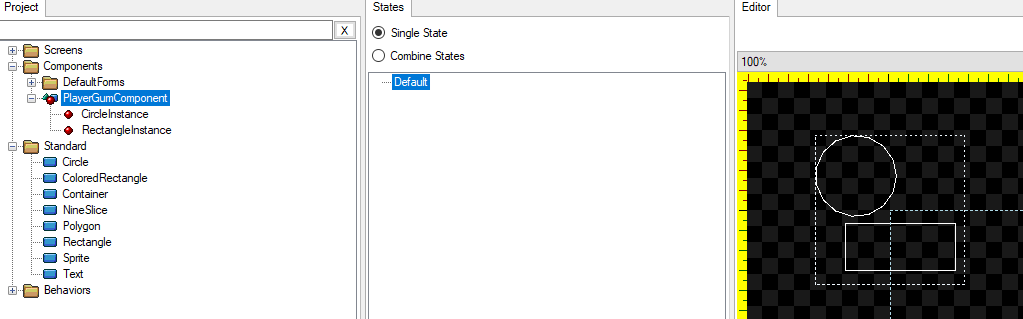 Project
X
Screens
Components
DefaultForms
PlayerGumComponent
CircleInstance
RectangleInstance
Standard
Circle
ColoredRectangle
Container
NineSlice
Polygon
Rectangle
Sprite
Text
Behaviors
States
Single State
Combine States
Default
Editor
100%